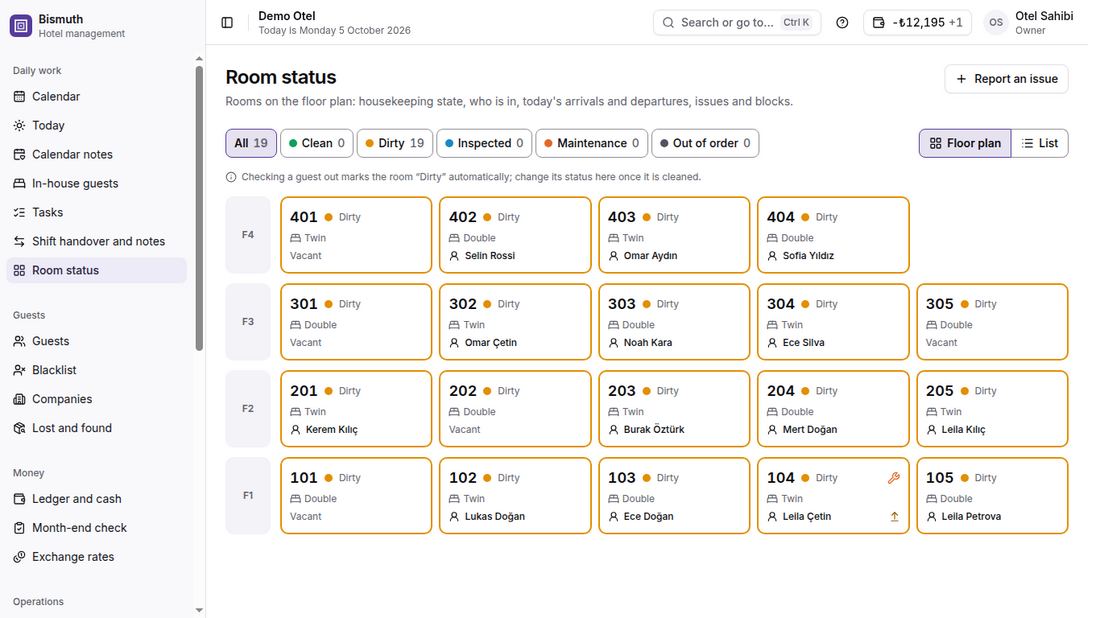 Bismuth
Hotel management
Daily work
Calendar
Today
Calendar notes
In-house guests
Tasks
Shift handover and notes
Room status
Guests
Guests
Blacklist
Companies
Lost and found
Money
Ledger and cash
Month-end check
Exchange rates
Operations
Demo Otel
Today is Monday 5 October 2026
Search or go to... Ctrl K
-₺12,195 +1
OS
Otel Sahibi
Owner
Room status
Rooms on the floor plan: housekeeping state, who is in, today's arrivals and departures, issues and blocks.
Report an issue
All 19 Clean 0 Dirty 19 Inspected 0 Maintenance 0 Out of order 0
Floor plan List
Checking a guest out marks the room “Dirty” automatically; change its status here once it is cleaned.
F4
401 Dirty
Twin
Vacant
402 Dirty
Double
Selin Rossi
403 Dirty
Twin
Omar Aydın
404 Dirty
Double
Sofia Yıldız
F3
301 Dirty
Double
Vacant
302 Dirty
Twin
Omar Çetin
303 Dirty
Double
Noah Kara
304 Dirty
Twin
Ece Silva
305 Dirty
Double
Vacant
F2
201 Dirty
Twin
Kerem Kılıç
202 Dirty
Double
Vacant
203 Dirty
Twin
Burak Öztürk
204 Dirty
Double
Mert Doğan
205 Dirty
Twin
Leila Kılıç
F1
101 Dirty
Double
Vacant
102 Dirty
Twin
Lukas Doğan
103 Dirty
Double
Ece Doğan
104 Dirty
Twin
Leila Çetin
105 Dirty
Double
Leila Petrova